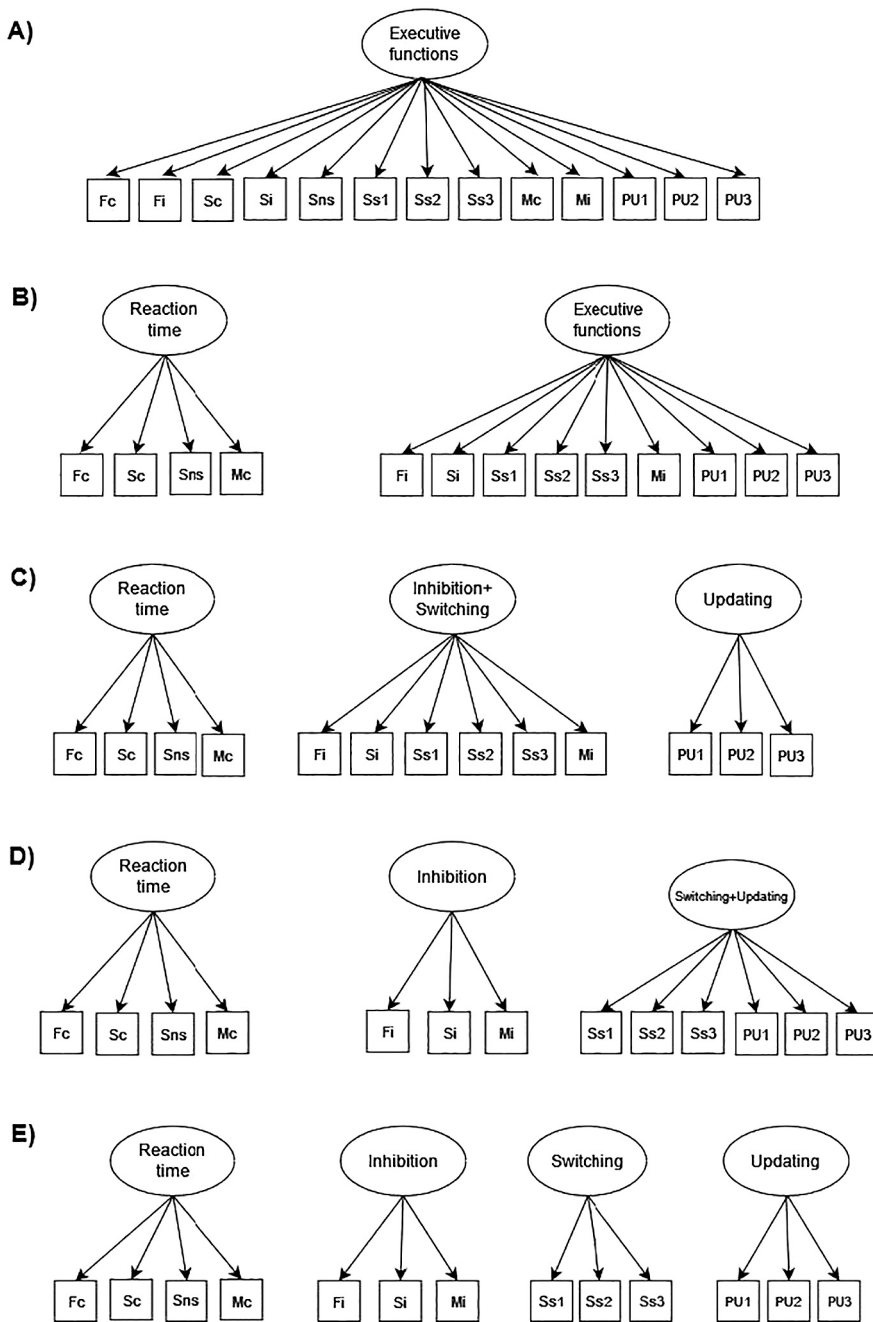 A)
Executive
functions
Fc Fi Sc Si Sns Ss1 Ss2 Ss3 Mc Mi PU1 PU2 PU3
B)
Reaction
time
Executive
functions
Fc Sc Sns Mc Fi Si Ss1 Ss2 Ss3 Mi PU1 PU2 PU3
C)
Reaction
time
Inhibition+
Switching
Updating
Fc Sc Sns Mc Fi Si Ss1 Ss2 Ss3 Mi PU1 PU2 PU3
D)
Reaction
time
Inhibition
Switching+Updating
Fc Sc Sns Mc Fi Si Mi Ss1 Ss2 Ss3 PU1 PU2 PU3
E)
Reaction
time
Inhibition
Switching
Updating
Fc Sc Sns Mc Fi Si Mi Ss1 Ss2 Ss3 PU1 PU2 PU3